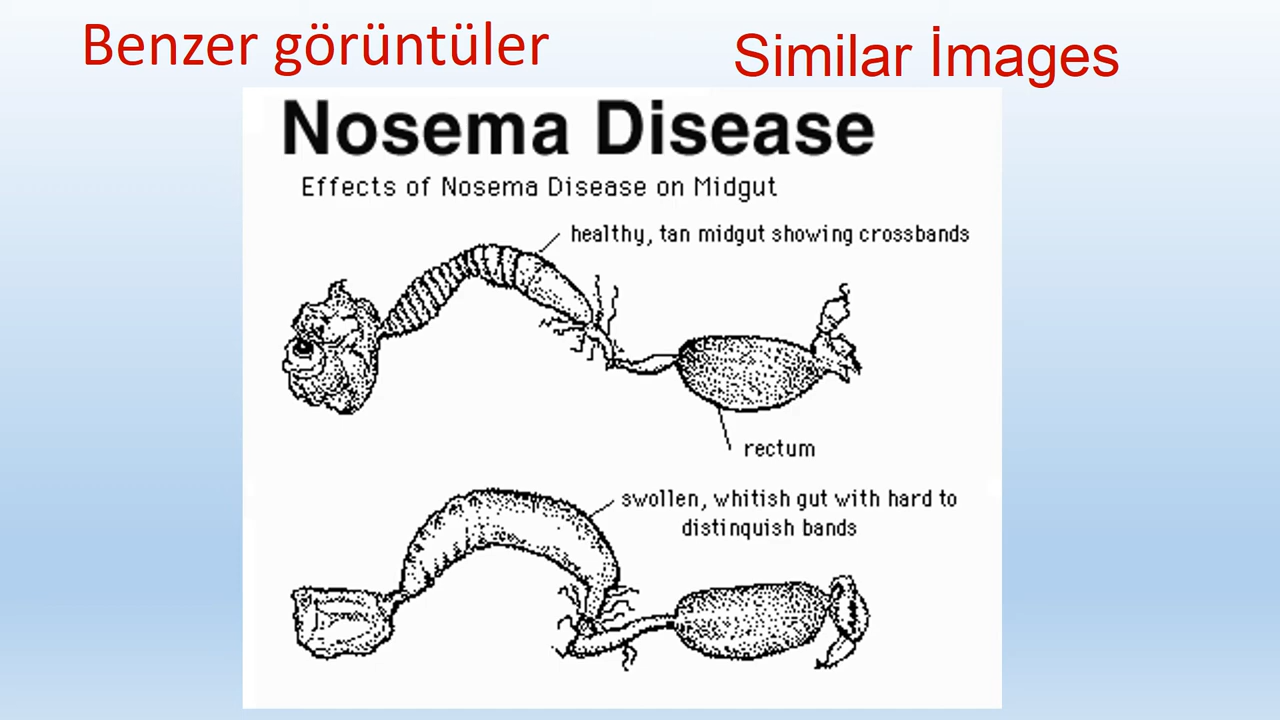 Benzer görüntüler
Similar İmages
Nosema Disease
Effects of Nosema Disease on Midgut
healthy, tan midgut showing crossbands
rectum
swollen, whitish gut with hard to
distinquish bands